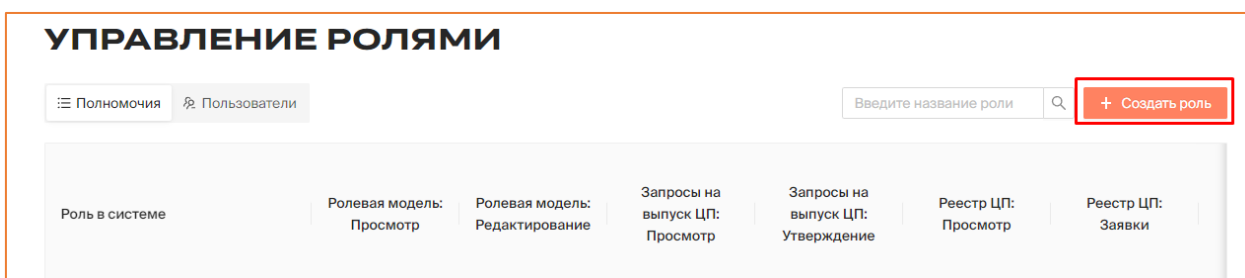 УПРАВЛЕНИЕ РОЛЯМИ
Полномочия Пользователи Введите название роли + Создать роль
Роль в системе
Ролевая модель:
Просмотр
Ролевая модель:
Редактирование
Запросы на
выпуск ЦП:
Просмотр
Запросы на
выпуск ЦП:
Утверждение
Реестр ЦП:
Просмотр
Реестр ЦП:
Заявки